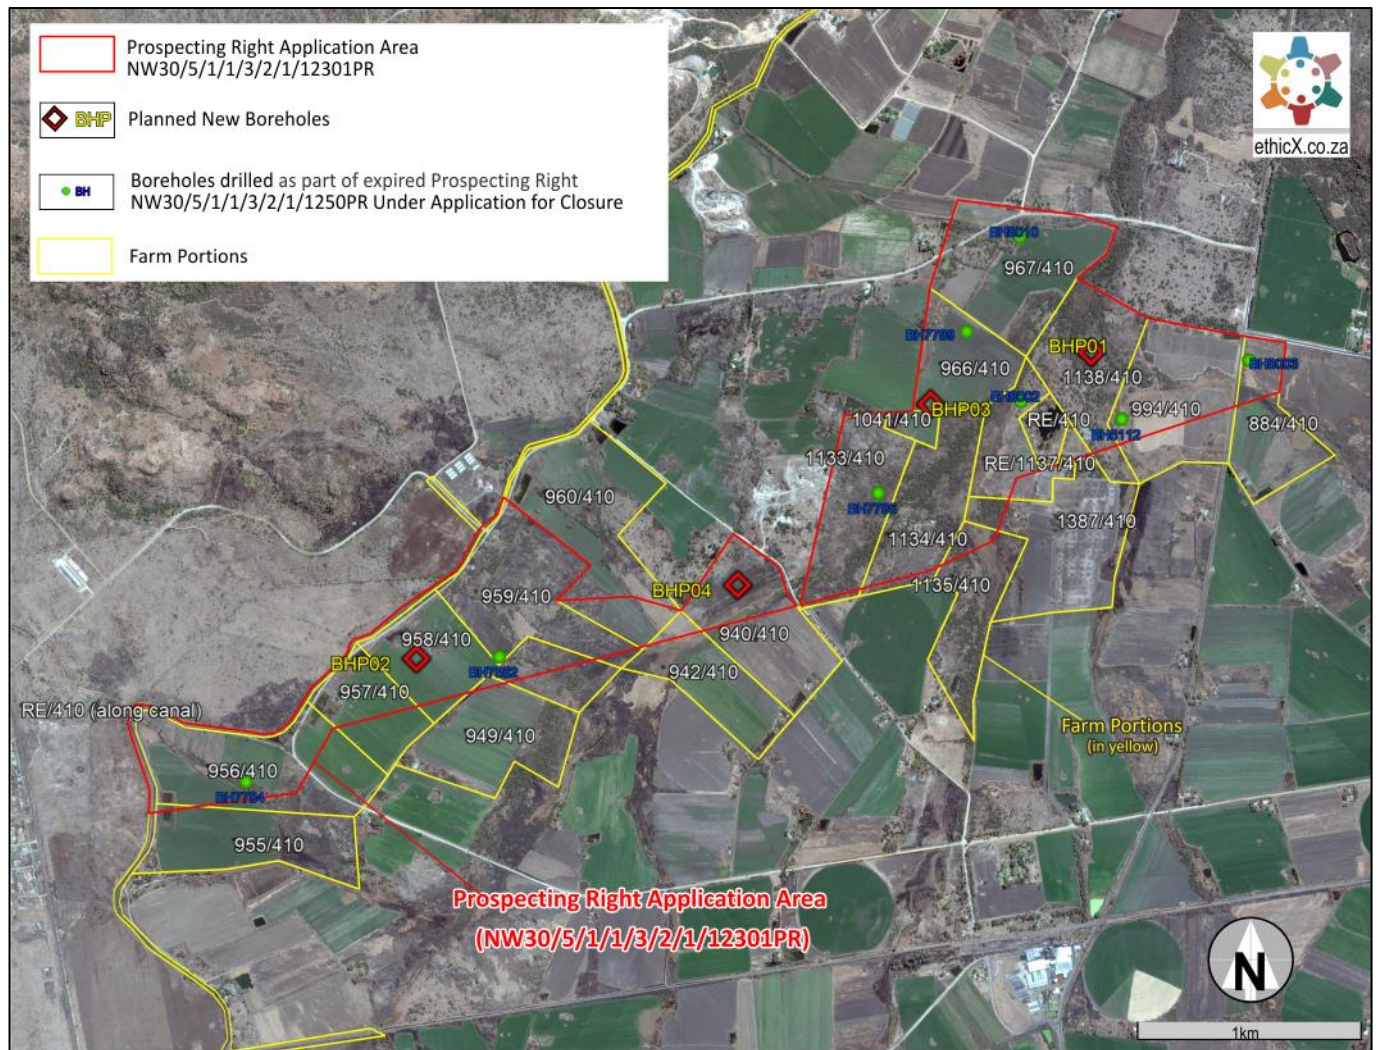 Prospecting Right Application Area
NW30/5/1/1/3/2/1/12301PR
BHP
Planned New Boreholes
BH
Boreholes drilled as part of expired Prospecting Right
NW30/5/1/1/3/2/1/1250PR Under Application for Closure
Farm Portions
ethicX.co.za
967/410
BHP01
966/410
1138/410
BHP03
1041/410
RE/410
994/410
884/410
1133/410
RE/1137/410
960/410
1387/410
1134/410
1135/410
BHP04
959/410
940/410
958/410
BHP02
942/410
957/410
RE/410 (along canal)
949/410
Farm Portions
(in yellow)
956/410
955/410
Prospecting Right Application Area
(NW30/5/1/1/3/2/1/12301PR)
N
1km